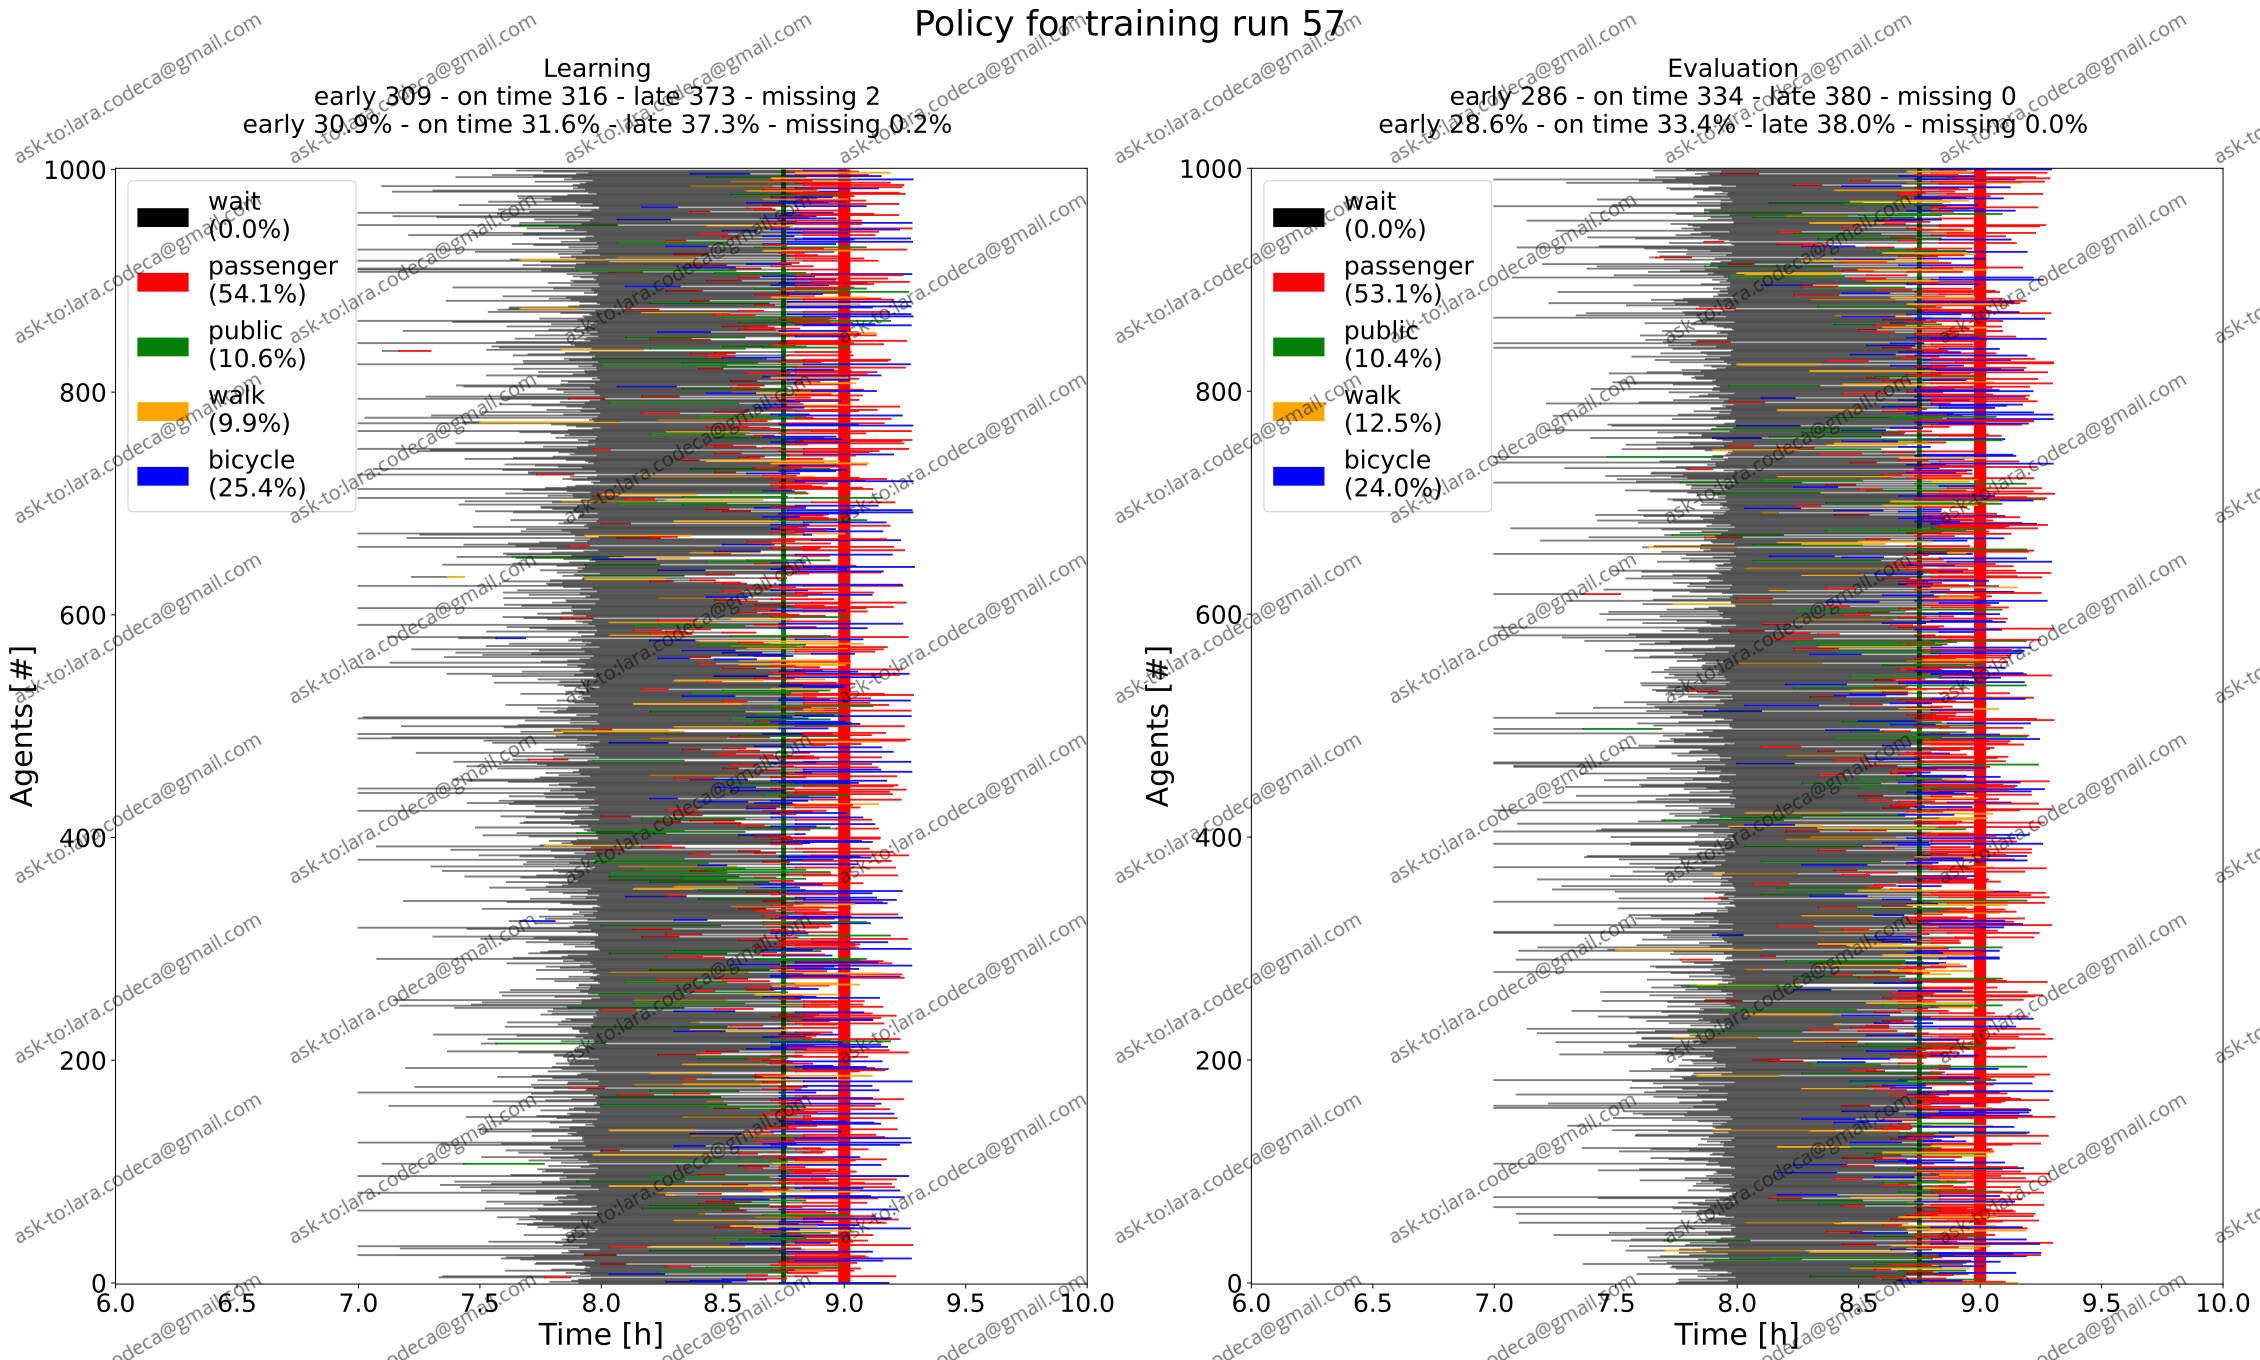 Policy for training run 57
Learning
early 309 - on time 316 - late 373 - missing 2
early 30.9% - on time 31.6% - late 37.3% - missing 0.2%
wait
(0.0%)
passenger
(54.1%)
public
(10.6%)
walk
(9.9%)
bicycle
(25.4%)
1000
800
600
400
200
0
Agents [#]
6.0 6.5 7.0 7.5 8.0 8.5 9.0 9.5 10.0
Time [h]
Evaluation
early 286 - on time 334 - late 380 - missing 0
early 28.6% - on time 33.4% - late 38.0% - missing 0.0%
wait
(0.0%)
passenger
(53.1%)
public
(10.4%)
walk
(12.5%)
bicycle
(24.0%)
1000
800
600
400
200
0
Agents [#]
6.0 6.5 7.0 7.5 8.0 8.5 9.0 9.5 10.0
Time [h]
ask-to:lara.codeca@gmail.com